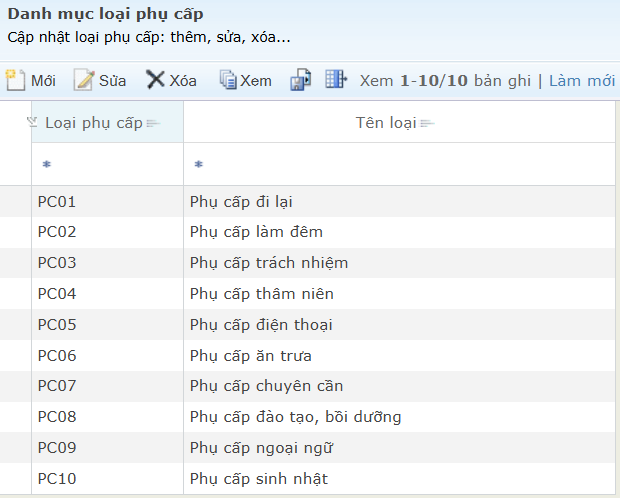 Danh mục loại phụ cấp
Cập nhật loại phụ cấp: thêm, sửa, xóa...
Mới Sửa Xóa Xem Xem 1-10/10 bản ghi | Làm mới
Loại phụ cấp Tên loại
* *
PC01 Phụ cấp đi lại
PC02 Phụ cấp làm đêm
PC03 Phụ cấp trách nhiệm
PC04 Phụ cấp thâm niên
PC05 Phụ cấp điện thoại
PC06 Phụ cấp ăn trưa
PC07 Phụ cấp chuyên cần
PC08 Phụ cấp đào tạo, bồi dưỡng
PC09 Phụ cấp ngoại ngữ
PC10 Phụ cấp sinh nhật